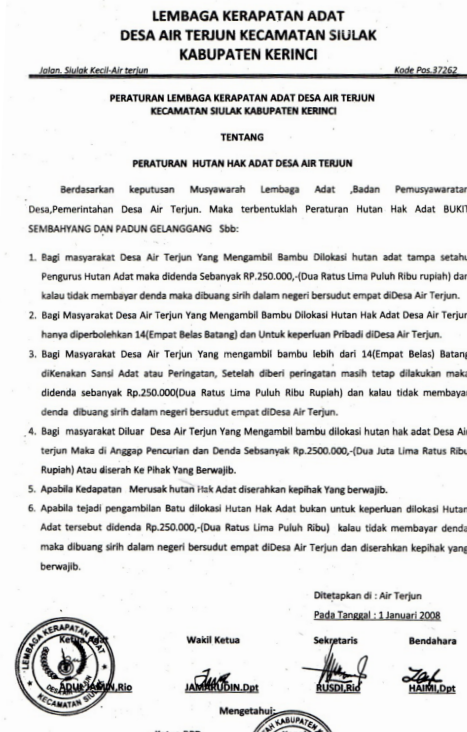 LEMBAGA KERAPATAN ADAT
DESA AIR TERJUN KECAMATAN SIULAK
KABUPATEN KERINCI
Jalan. Siulak Kecil-Air terjun Kode Pos.37262
PERATURAN LEMBAGA KERAPATAN ADAT DESA AIR TERJUN
KECAMATAN SIULAK KABUPATEN KERINCI
TENTANG
PERATURAN HUTAN HAK ADAT DESA AIR TERJUN
Berdasarkan keputusan Musyawarah Lembaga Adat ,Badan Pemusyawaratan
Desa,Pemerintahan Desa Air Terjun. Maka terbentuklah Peraturan Hutan Hak Adat BUKIT
SEMBAHYANG DAN PADUN GELANGGANG Sbb:
1. Bagi masyarakat Desa Air Terjun Yang Mengambil Bambu Dilokasi hutan adat tampa setahu
Pengurus Hutan Adat maka didenda Sebanyak RP.250.000,-(Dua Ratus Lima Puluh Ribu rupiah) dan
kalau tidak membayar denda maka dibuang sirih dalam negeri bersudut empat diDesa Air Terjun.
2. Bagi Masyarakat Desa Air Terjun Yang Mengambil Bambu Dilokasi Hutan Hak Adat Desa Air Terjun
hanya diperbolehkan 14(Empat Belas Batang) dan Untuk keperluan Pribadi diDesa Air Terjun.
3. Bagi Masyarakat Desa Air Terjun Yang mengambil bambu lebih dari 14(Empat Belas) Batang
diKenakan Sansi Adat atau Peringatan, Setelah diberi peringatan masih tetap dilakukan maka
didenda sebanyak Rp.250.000(Dua Ratus Lima Puluh Ribu Rupiah) dan kalau tidak membayar
denda dibuang sirih dalam negeri bersudut empat diDesa Air Terjun.
4. Bagi masyarakat Diluar Desa Air Terjun Yang Mengambil bambu dilokasi hutan hak adat Desa Air
terjun Maka di Anggap Pencurian dan Denda Sebsanyak Rp.2500.000,-(Dua Juta Lima Ratus Ribu
Rupiah) Atau diserah Ke Pihak Yang Berwajib.
5. Apabila Kedapatan Merusak hutan Hak Adat diserahkan kepihak Yang berwajib.
6. Apabila tejadi pengambilan Batu dilokasi Hutan Hak Adat bukan untuk keperluan dilokasi Hutan
Adat tersebut didenda Rp.250.000,-(Dua Ratus Lima Puluh Ribu) kalau tidak membayar denda
maka dibuang sirih dalam negeri bersudut empat diDesa Air Terjun dan diserahkan kepihak yang
berwajib.
Ditetapkan di : Air Terjun
Pada Tanggal : 1 Januari 2008
Ketua Adat Wakil Ketua Sekretaris Bendahara
LEMBAGA KERAPATAN ADAT
KECAMATAN SIULAK
JAMARUDIN.Dpt RUSDI,Rio HAIMI,Dpt
Mengetahui:
KABUPATEN